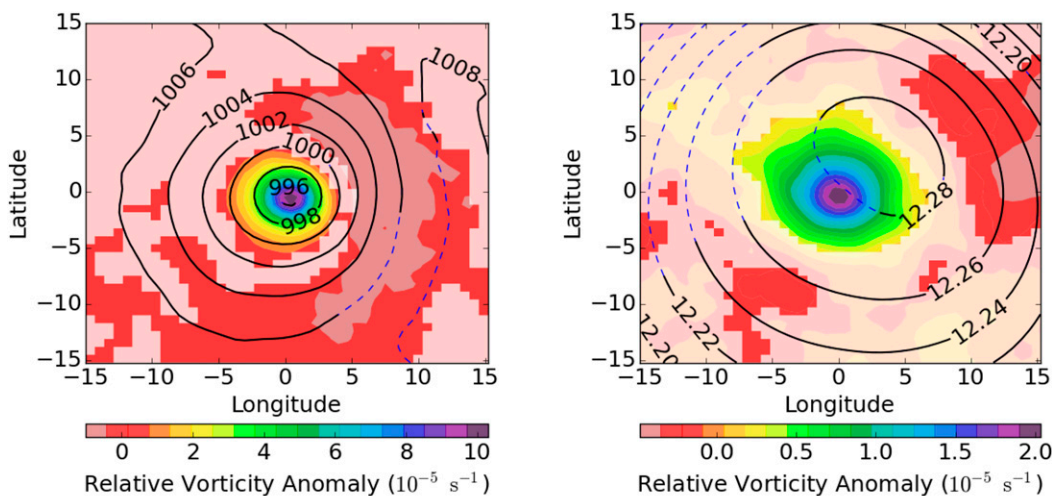 15
10
5
0
−5
−10
−15
Latitude
1006
1008
1004
1002
1000
996
998
−15 −10 −5 0 5 10 15
Longitude
0 2 4 6 8 10
Relative Vorticity Anomaly (10⁻⁵ s⁻¹)
15
10
5
0
−5
−10
−15
Latitude
12.20
12.28
12.26
12.24
12.22
12.20
−15 −10 −5 0 5 10 15
Longitude
0.0 0.5 1.0 1.5 2.0
Relative Vorticity Anomaly (10⁻⁵ s⁻¹)